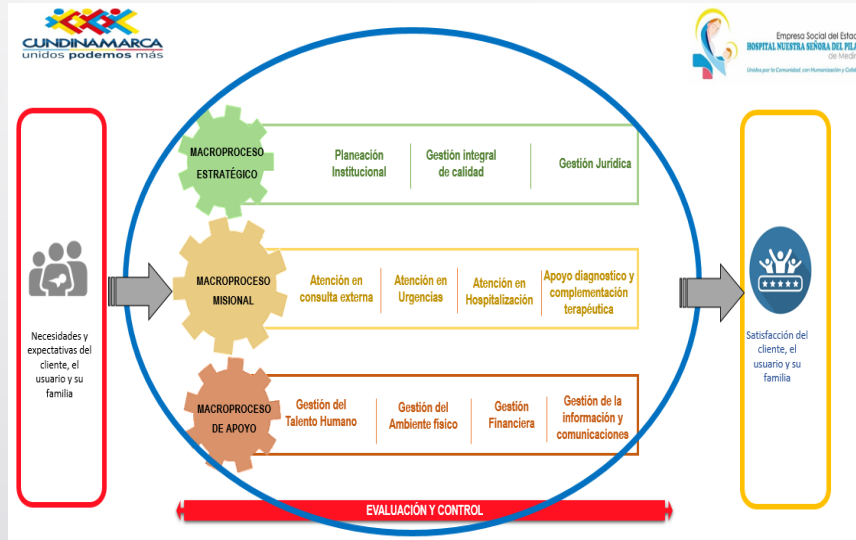 CUNDINAMARCA
unidos podemos más
Empresa Social del Estad
HOSPITAL NUESTRA SEÑORA DEL PILA
de Medin
Unidos por la Comunidad, con Humanización y Calid
MACROPROCESO
ESTRATÉGICO
Planeación
Institucional
Gestión integral
de calidad
Gestión Jurídica
MACROPROCESO
MISIONAL
Atención en
consulta externa
Atención en
Urgencias
Atención en
Hospitalización
Apoyo diagnostico y
complementación
terapéutica
MACROPROCESO
DE APOYO
Gestión del
Talento Humano
Gestión del
Ambiente físico
Gestión
Financiera
Gestión de la
información y
comunicaciones
Necesidades y
expectativas del
cliente, el
usuario y su
familia
Satisfacción del
cliente, el
usuario y su
familia
EVALUACIÓN Y CONTROL